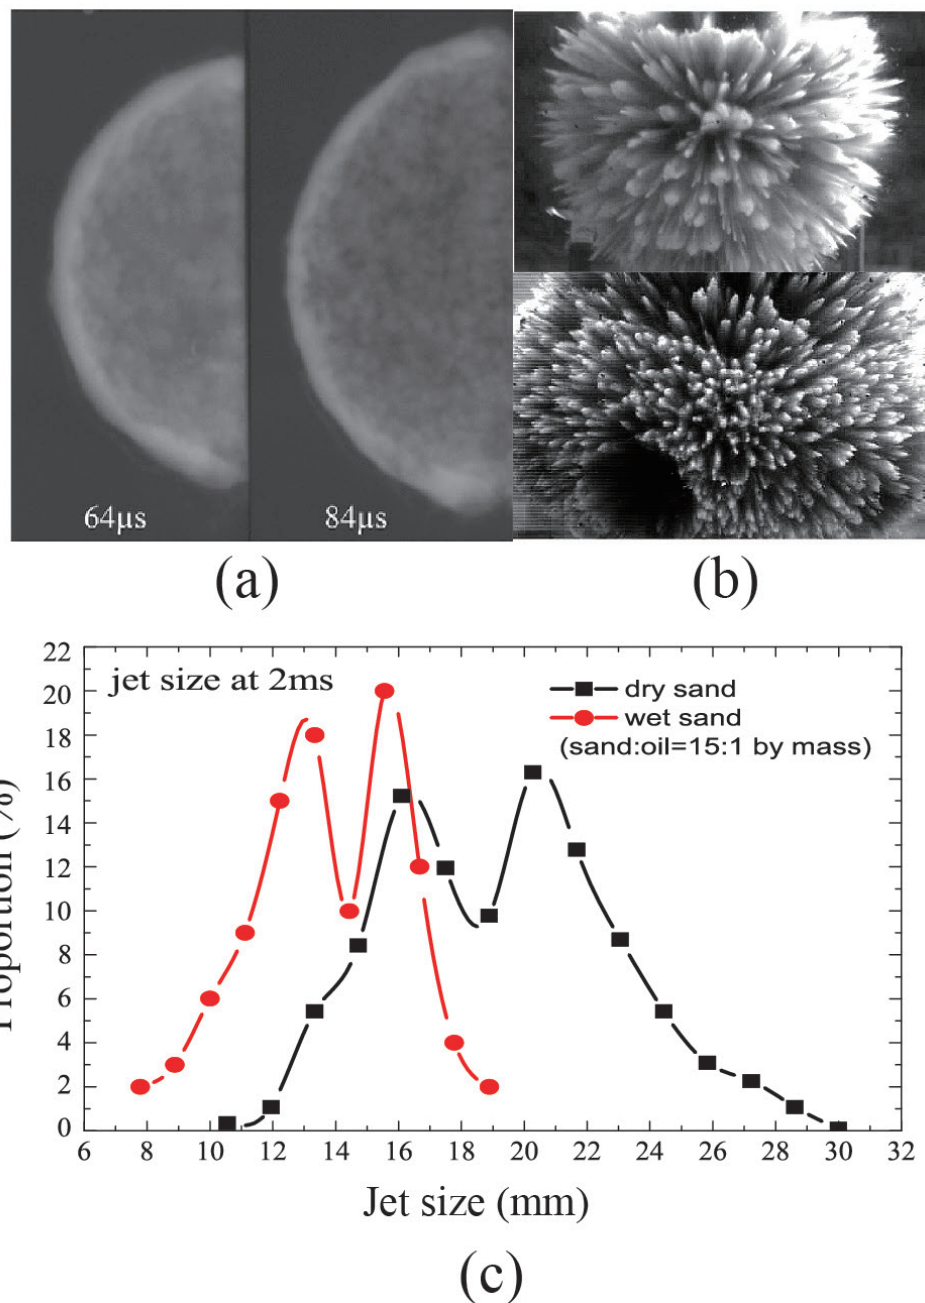 64μs
84μs
(a)
(b)
jet size at 2ms
dry sand
wet sand
(sand:oil=15:1 by mass)
22
20
18
16
14
12
10
8
6
4
2
0
Proportion (%)
6 8 10 12 14 16 18 20 22 24 26 28 30 32
Jet size (mm)
(c)